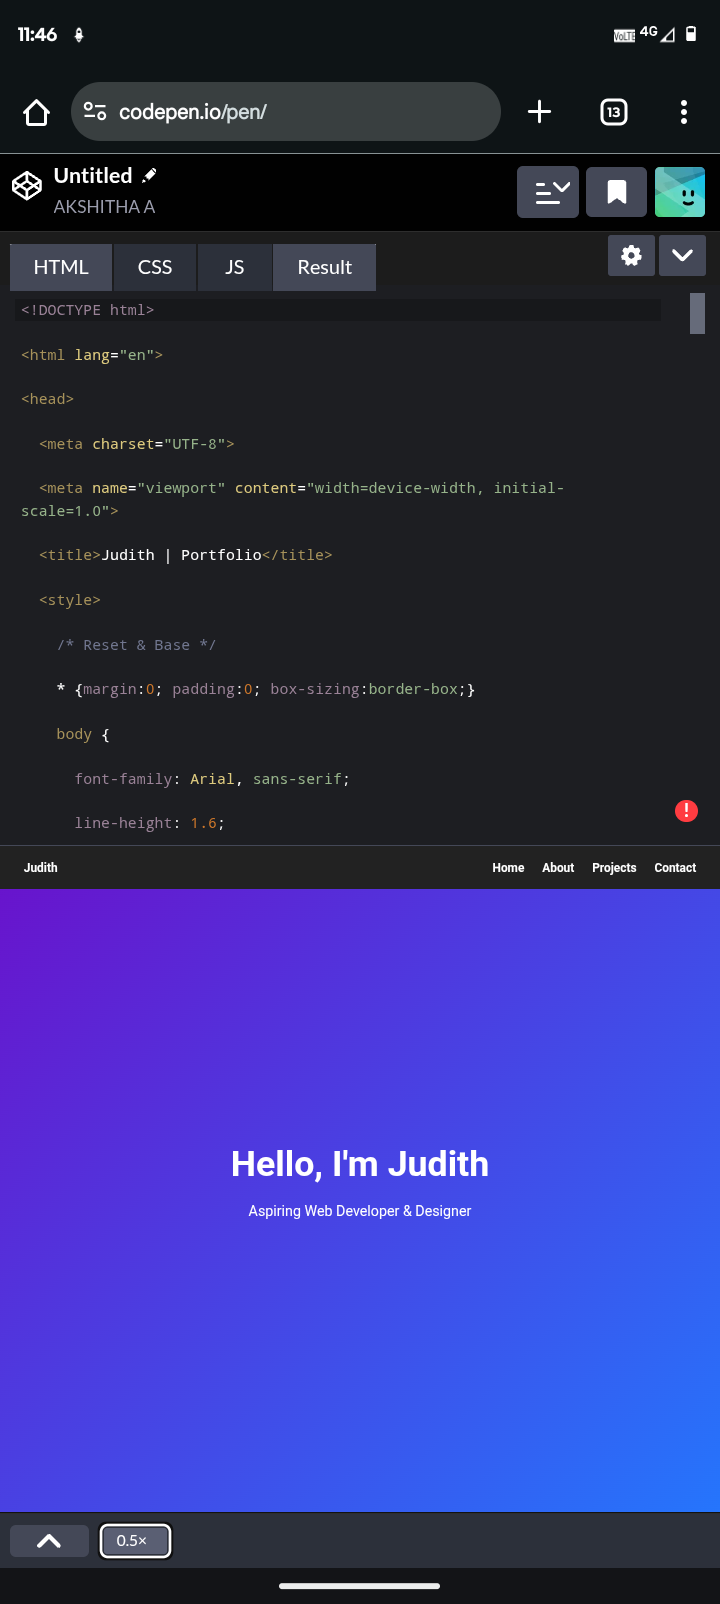 11:46
VoLTE 4G
codepen.io/pen/
13
Untitled
AKSHITHA A
HTML CSS JS Result
<!DOCTYPE html>
<html lang="en">
<head>
<meta charset="UTF-8">
<meta name="viewport" content="width=device-width, initial-
scale=1.0">
<title>Judith | Portfolio</title>
<style>
/* Reset & Base */
* {margin:0; padding:0; box-sizing:border-box;}
body {
font-family: Arial, sans-serif;
line-height: 1.6;
Judith Home About Projects Contact
Hello, I'm Judith
Aspiring Web Developer & Designer
0.5×